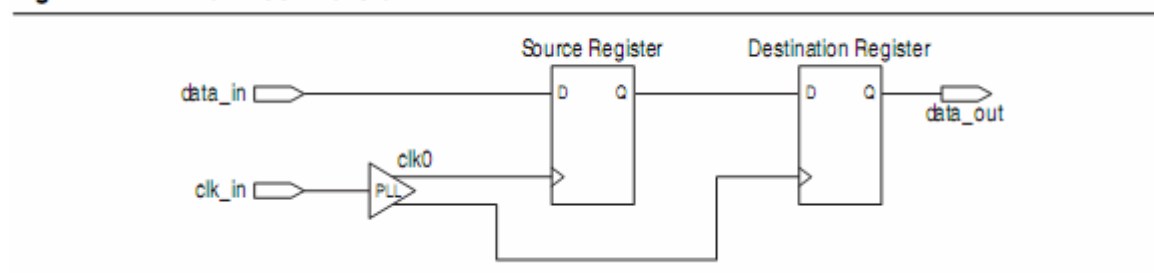 Source Register
Destination Register
data_in
D
Q
D
Q
data_out
clk0
clk_in
PLL